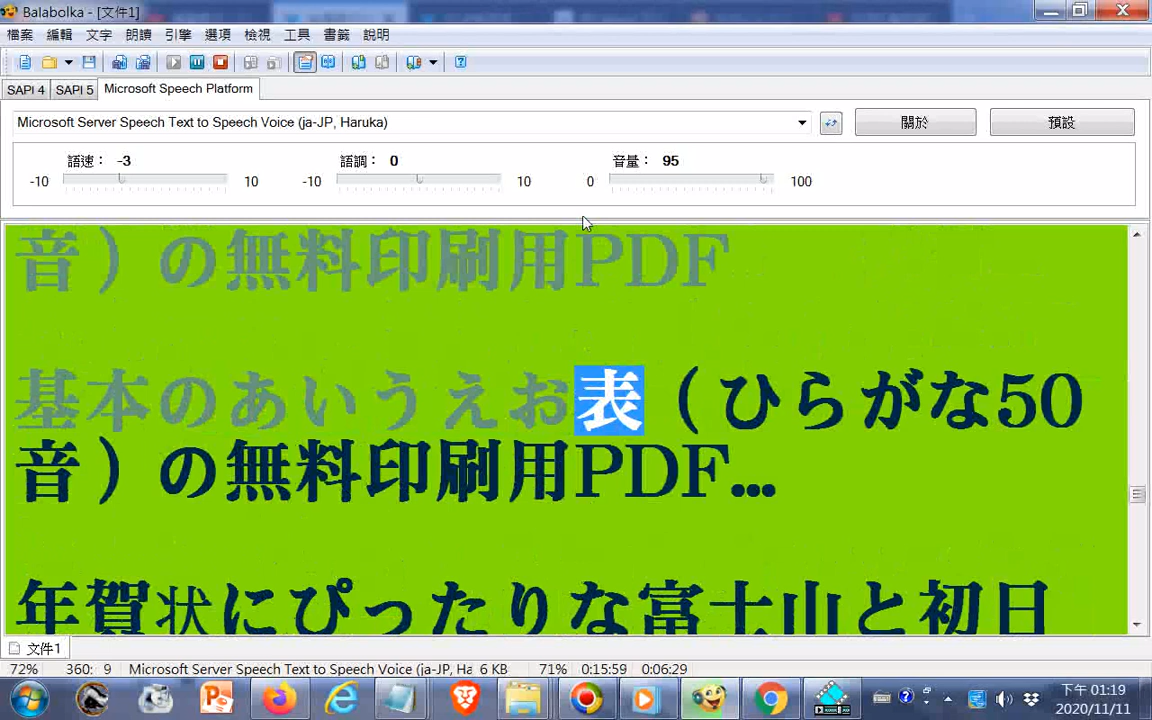 Balabolka - [文件1]
檔案 編輯 文字 朗讀 引擎 選項 檢視 工具 書籤 說明
SAPI 4 SAPI 5 Microsoft Speech Platform
Microsoft Server Speech Text to Speech Voice (ja-JP, Haruka) 關於 預設
語速： -3 語調： 0 音量： 95
-10 10 -10 10 0 100
音）の無料印刷用PDF
基本のあいうえお表（ひらがな50
音）の無料印刷用PDF...
年賀状にぴったりな富士山と初日
文件1
72% 360: 9 Microsoft Server Speech Text to Speech Voice (ja-JP, Ha 6 KB 71% 0:15:59 0:06:29
下午 01:19
2020/11/11